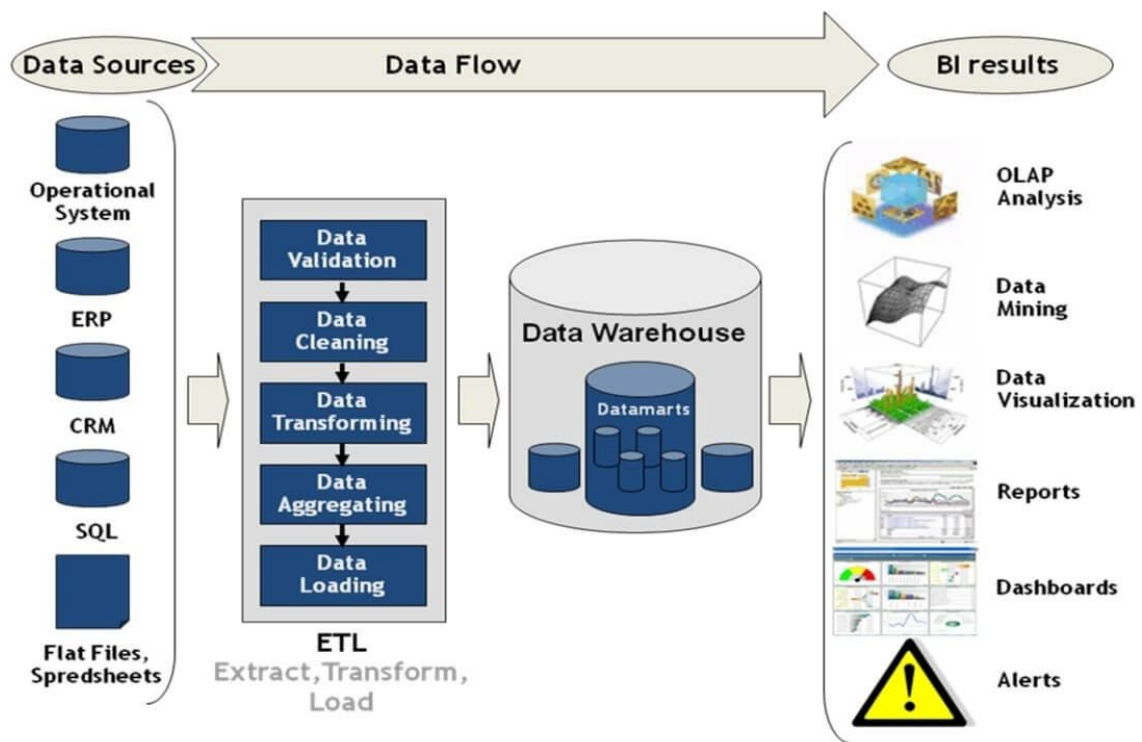 Data Sources
Data Flow
BI results
Operational
System
ERP
CRM
SQL
Flat Files,
Spredsheets
Data
Validation
Data
Cleaning
Data
Transforming
Data
Aggregating
Data
Loading
ETL
Extract,Transform,
Load
Data Warehouse
Datamarts
OLAP
Analysis
Data
Mining
Data
Visualization
Reports
Dashboards
Alerts